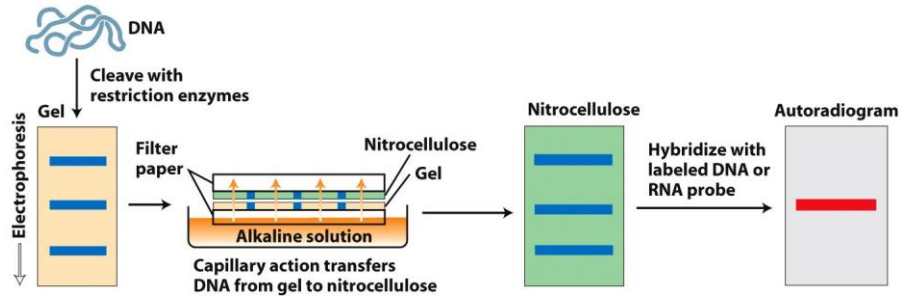 DNA
Cleave with
restriction enzymes
Gel
Electrophoresis
Filter
paper
Nitrocellulose
Gel
Alkaline solution
Capillary action transfers
DNA from gel to nitrocellulose
Nitrocellulose
Hybridize with
labeled DNA or
RNA probe
Autoradiogram